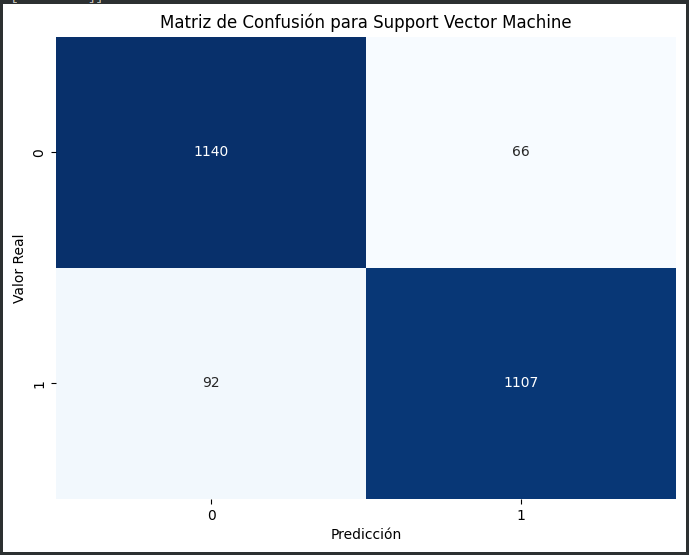 Matriz de Confusión para Support Vector Machine
0
1140
66
Valor Real
1
92
1107
0
1
Predicción